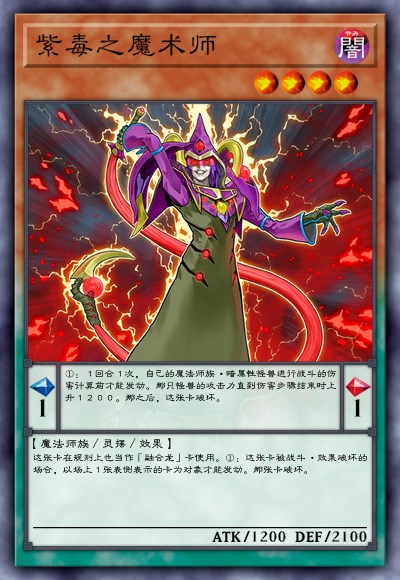 紫毒之魔术师
やみ
闇
①：1回合1次，自己的魔法师族·暗属性怪兽进行战斗的伤
害计算前才能发动。那只怪兽的攻击力直到伤害步骤结束时上
升1200。那之后，这张卡破坏。
1
1
【魔法师族／灵摆／效果】
这张卡在规则上也当作「融合龙」卡使用。①：这张卡被战斗·效果破坏的
场合，以场上1张表侧表示的卡为对象才能发动。那张卡破坏。
ATK/1200 DEF/2100